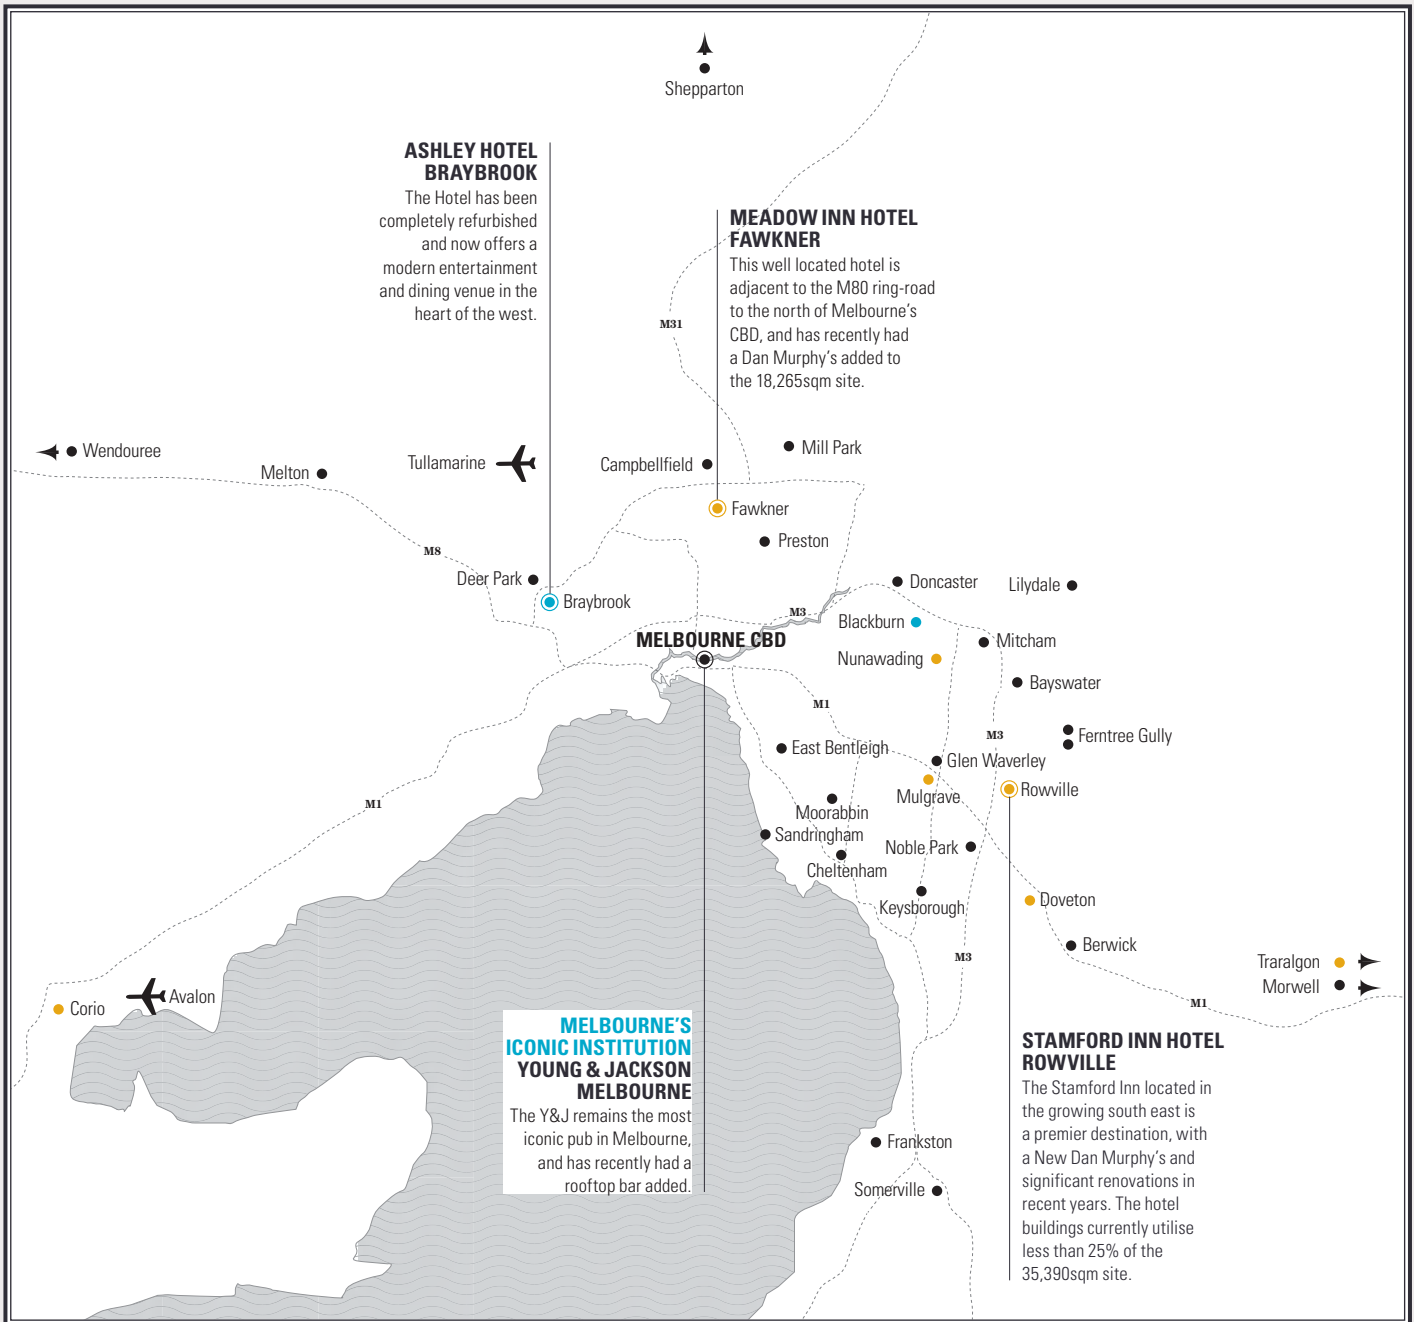 Shepparton
ASHLEY HOTEL
BRAYBROOK
The Hotel has been
completely refurbished
and now offers a
modern entertainment
and dining venue in the
heart of the west.
MEADOW INN HOTEL
FAWKNER
This well located hotel is
adjacent to the M80 ring-road
to the north of Melbourne's
CBD, and has recently had
a Dan Murphy's added to
the 18,265sqm site.
M31
Wendouree
Melton
Tullamarine
Campbellfield
Mill Park
Fawkner
Preston
M8
Deer Park
Braybrook
Doncaster
Lilydale
M3
Blackburn
MELBOURNE CBD
Mitcham
Nunawading
Bayswater
M1
M3
Ferntree Gully
East Bentleigh
Glen Waverley
Mulgrave
Rowville
M1
Moorabbin
Sandringham
Noble Park
Cheltenham
Keysborough
Doveton
Berwick
M3
Traralgon
Morwell
M1
Corio
Avalon
MELBOURNE'S
ICONIC INSTITUTION
YOUNG & JACKSON
MELBOURNE
The Y&J remains the most
iconic pub in Melbourne,
and has recently had a
rooftop bar added.
STAMFORD INN HOTEL
ROWVILLE
The Stamford Inn located in
the growing south east is
a premier destination, with
a New Dan Murphy's and
significant renovations in
recent years. The hotel
buildings currently utilise
less than 25% of the
35,390sqm site.
Frankston
Somerville